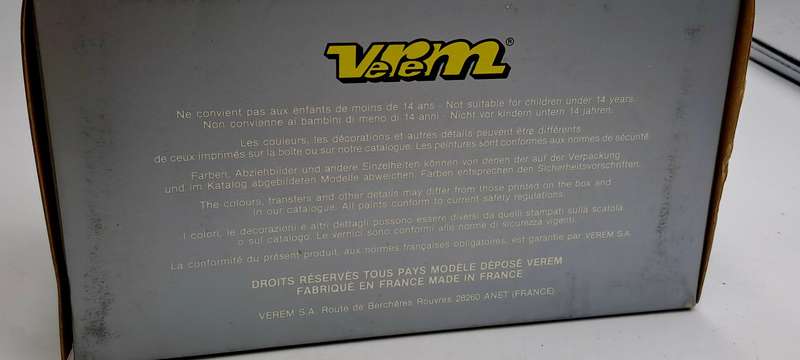 Verem®
Ne convient pas aux enfants de moins de 14 ans - Not suitable for children under 14 years.
Non conviene ai bambini di meno di 14 anni - Nicht vor kindern untern 14 jahren.
Les couleurs, les décorations et autres détails peuvent être différents
de ceux imprimés sur la boîte ou sur notre catalogue. Les peintures sont conformes aux normes de sécurité.
Farben, Abziehbilder und andere Einzelheiten können von denen der auf der Verpackung
und im Katalog abgebildeten Modelle abweichen. Farben entsprechen den Sicherheitsvorschriften.
The colours, transfers and other details may differ from those printed on the box and
in our catalogue. All paints conform to current safety regulations.
I colori, le decorazioni e altri dettagli possono essere diversi da quelli stampati sulla scatola
o sul catalogo. Le vernici sono conformi alle norme di sicurezza vigenti.
La conformité du présent produit, aux normes françaises obligatoires, est garantie par VEREM S.A.
DROITS RÉSERVÉS TOUS PAYS MODÈLE DÉPOSÉ VEREM
FABRIQUÉ EN FRANCE MADE IN FRANCE
VEREM S.A. Route de Berchères Rouvres 28260 ANET (FRANCE)